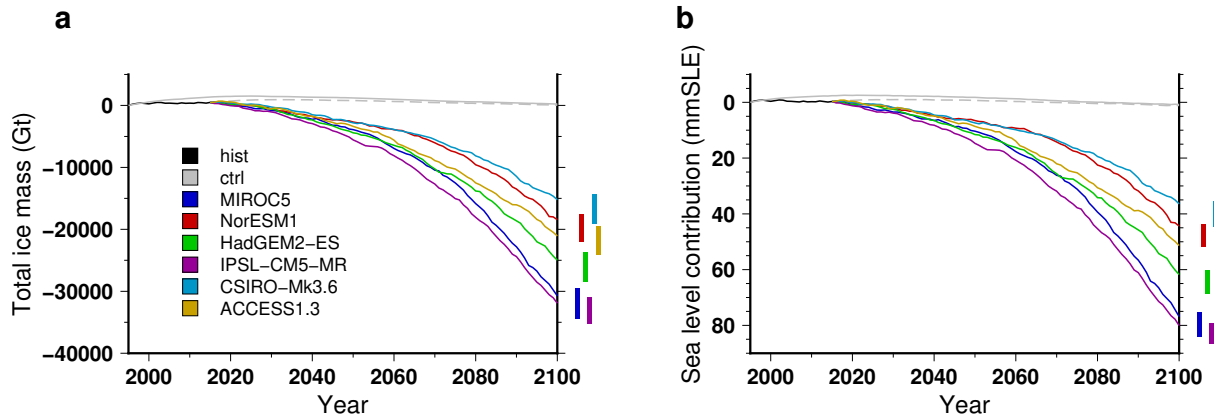 a
Total ice mass (Gt)
0
−10000
−20000
−30000
−40000
hist
ctrl
MIROC5
NorESM1
HadGEM2−ES
IPSL−CM5−MR
CSIRO−Mk3.6
ACCESS1.3
2000 2020 2040 2060 2080 2100
Year
b
Sea level contribution (mmSLE)
0
20
40
60
80
2000 2020 2040 2060 2080 2100
Year